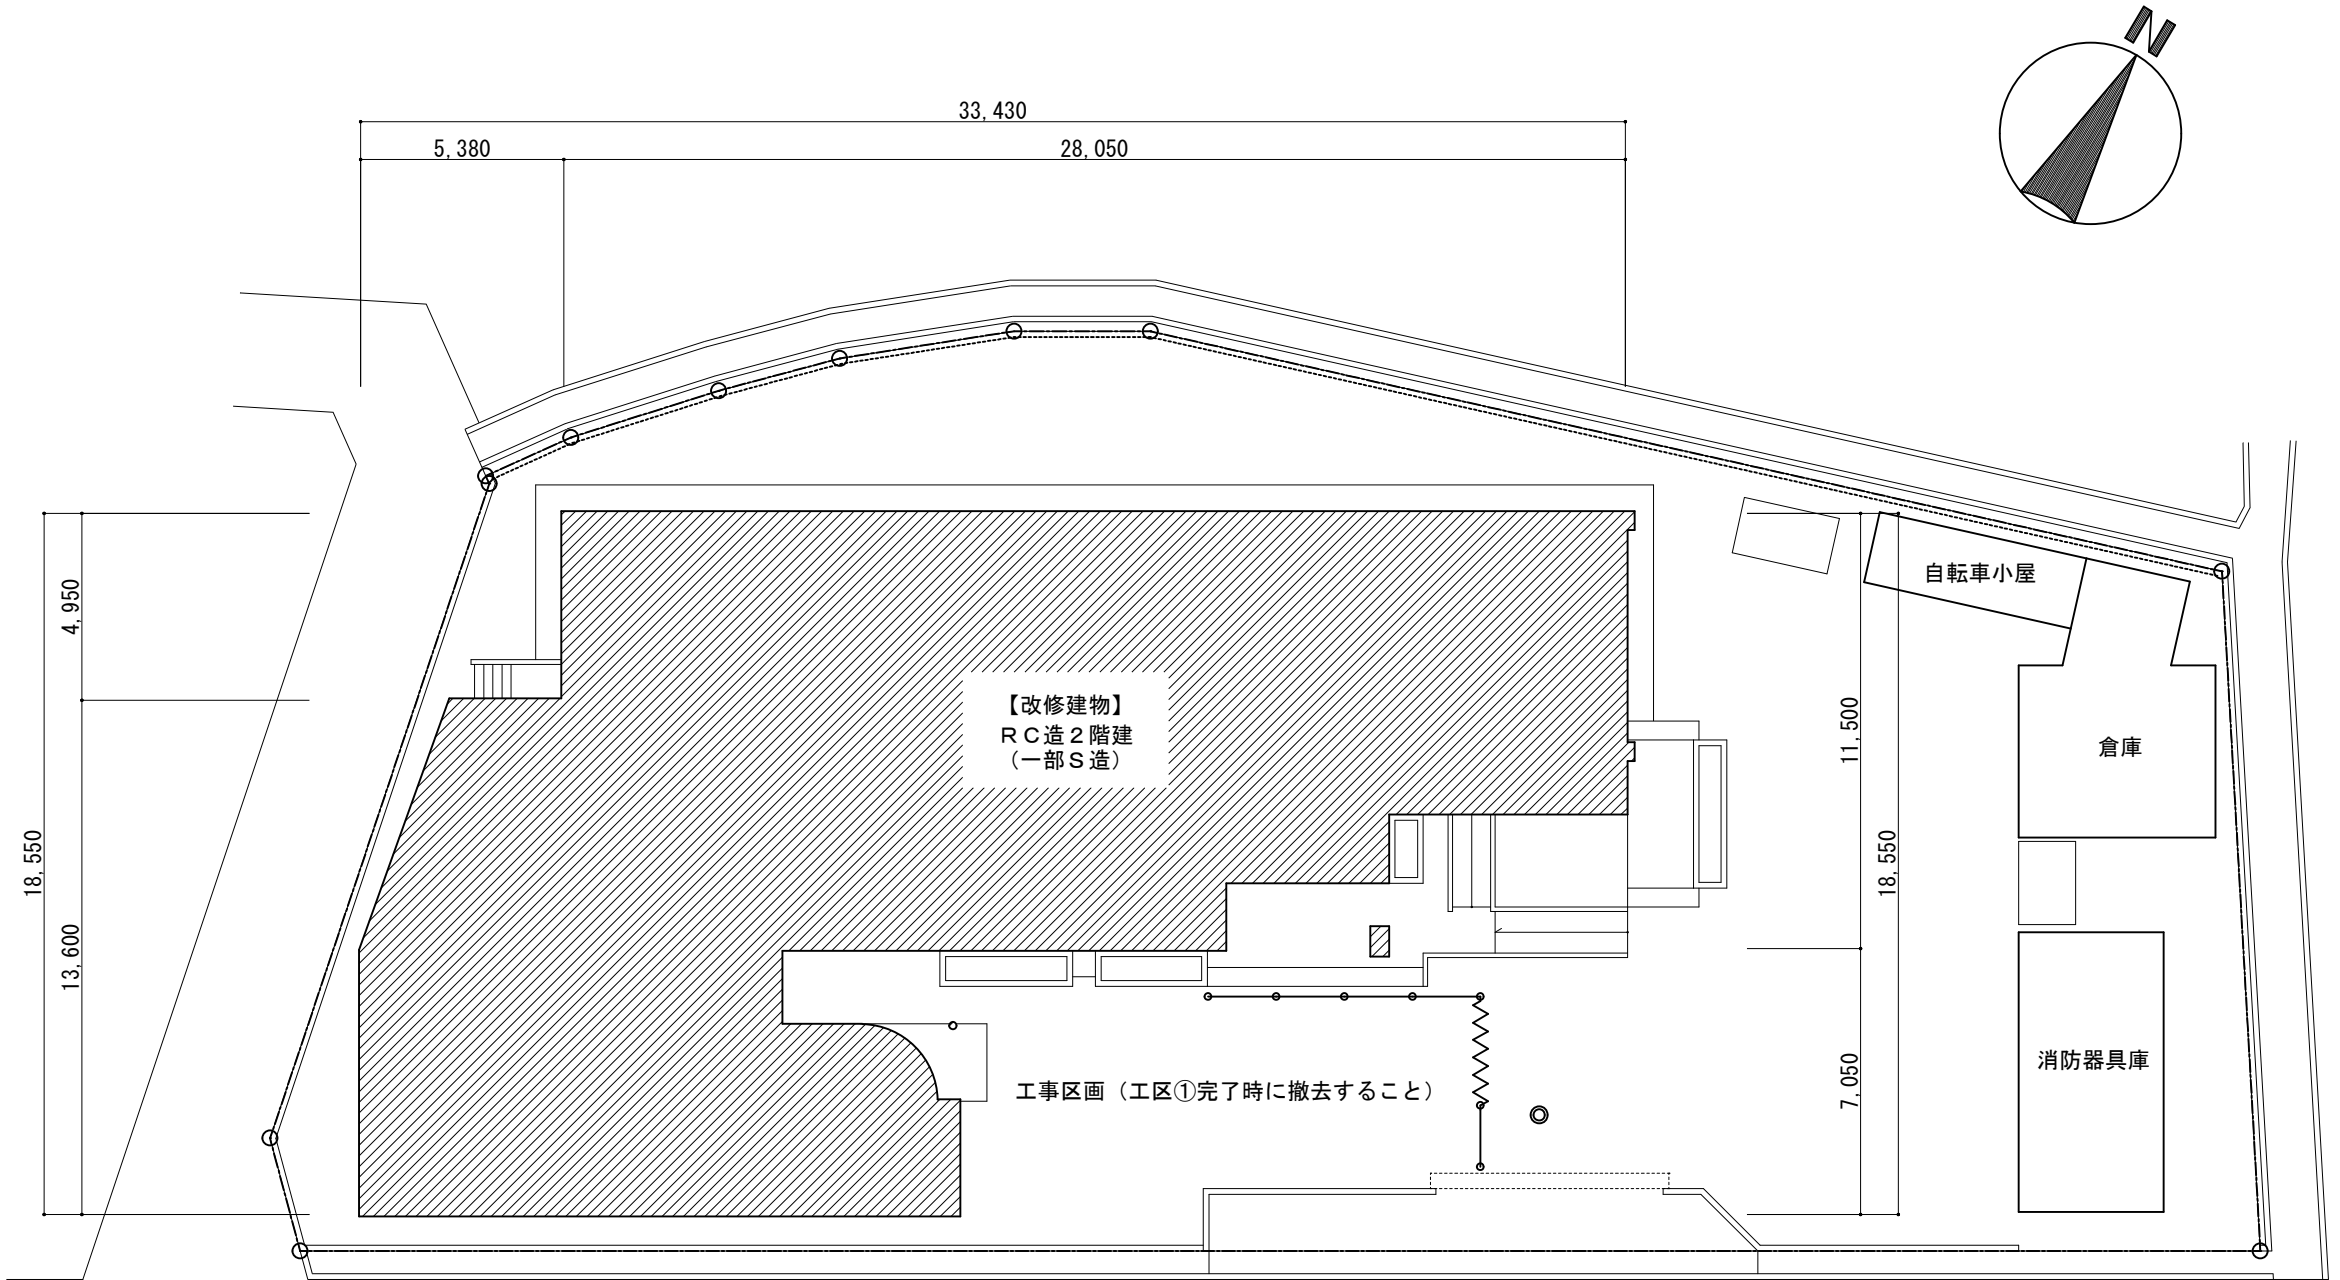 N
33,430
5,380
28,050
自転車小屋
4,950
【改修建物】
ＲＣ造２階建
（一部Ｓ造）
11,500
倉庫
18,550
18,550
13,600
工事区画（工区①完了時に撤去すること）
7,050
消防器具庫